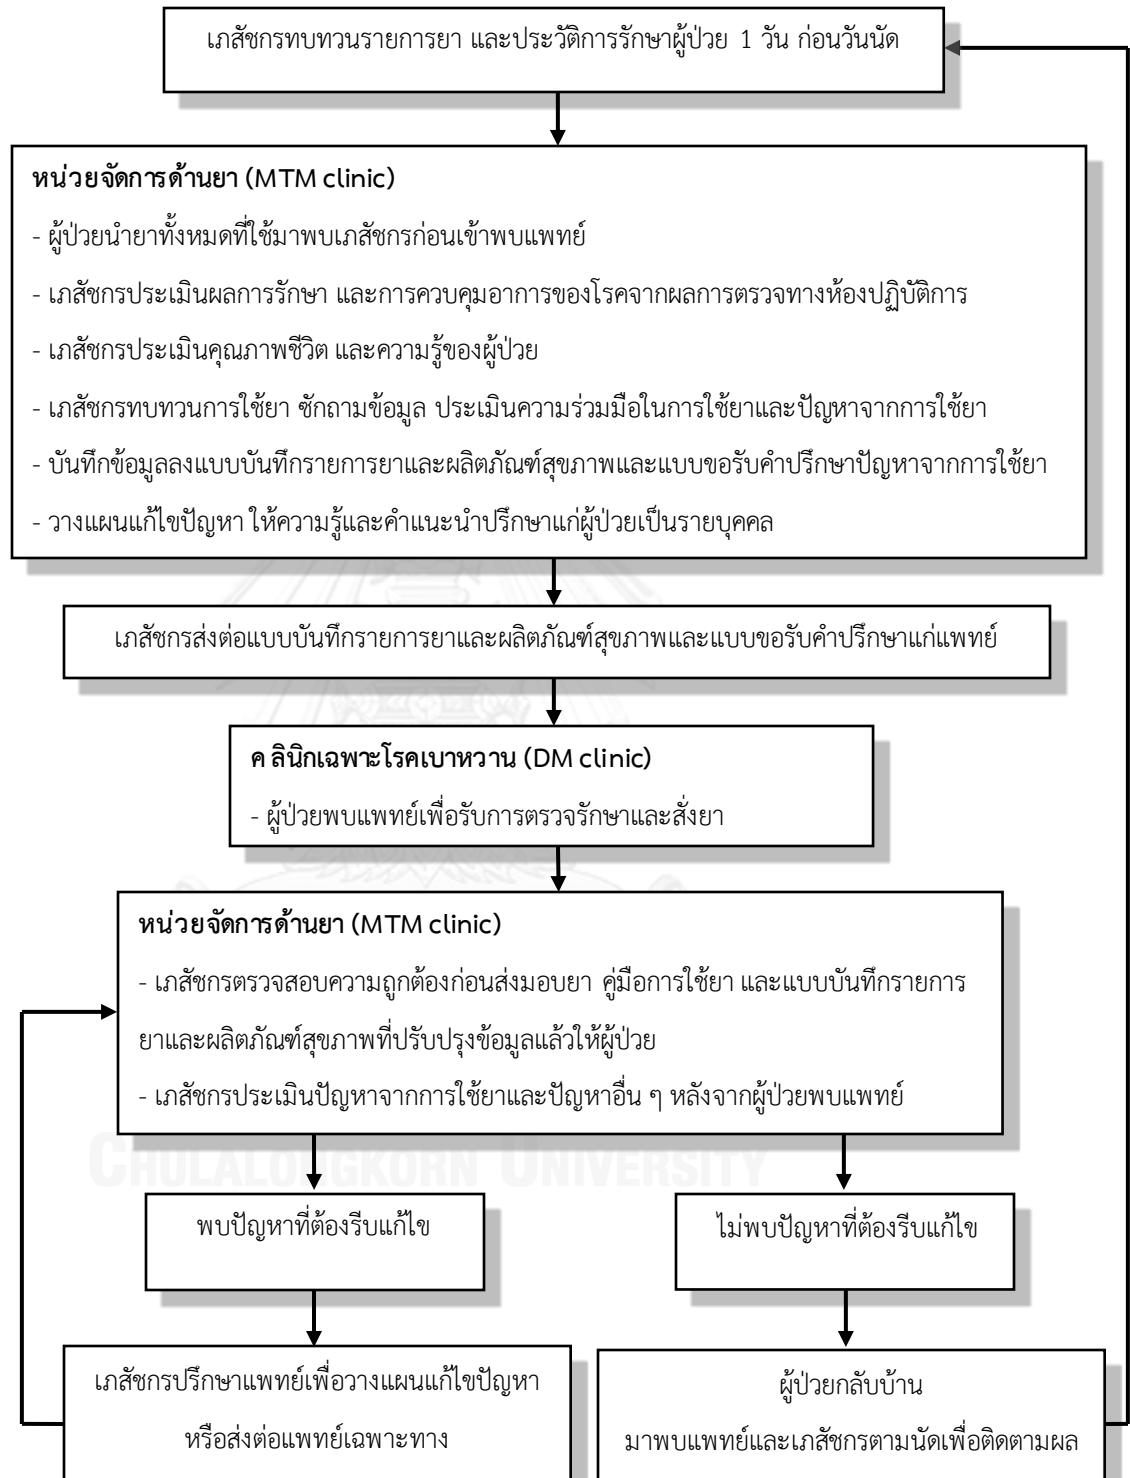 เภสัชกรทบทวนรายการยา และประวัติการรักษาผู้ป่วย 1 วัน ก่อนวันนัด
หน่วยจัดการด้านยา (MTM clinic)
- ผู้ป่วยนำยาทั้งหมดที่ใช้มาพบเภสัชกรก่อนเข้าพบแพทย์
- เภสัชกรประเมินผลการรักษา และการควบคุมอาการของโรคจากผลการตรวจทางห้องปฏิบัติการ
- เภสัชกรประเมินคุณภาพชีวิต และความรู้ของผู้ป่วย
- เภสัชกรทบทวนการใช้ยา ซักถามข้อมูล ประเมินความร่วมมือในการใช้ยาและปัญหาจากการใช้ยา
- บันทึกข้อมูลลงแบบบันทึกรายการยาและผลิตภัณฑ์สุขภาพและแบบขอรับคำปรึกษาปัญหาจากการใช้ยา
- วางแผนแก้ไขปัญหา ให้ความรู้และคำแนะนำปรึกษาแก่ผู้ป่วยเป็นรายบุคคล
เภสัชกรส่งต่อแบบบันทึกรายการยาและผลิตภัณฑ์สุขภาพและแบบขอรับคำปรึกษาแก่แพทย์
คลินิกเฉพาะโรคเบาหวาน (DM clinic)
- ผู้ป่วยพบแพทย์เพื่อรับการตรวจรักษาและสั่งยา
หน่วยจัดการด้านยา (MTM clinic)
- เภสัชกรตรวจสอบความถูกต้องก่อนส่งมอบยา คู่มือการใช้ยา และแบบบันทึกรายการ
ยาและผลิตภัณฑ์สุขภาพที่ปรับปรุงข้อมูลแล้วให้ผู้ป่วย
- เภสัชกรประเมินปัญหาจากการใช้ยาและปัญหาอื่น ๆ หลังจากผู้ป่วยพบแพทย์
CHULALONGKORN UNIVERSITY
พบปัญหาที่ต้องรีบแก้ไข
ไม่พบปัญหาที่ต้องรีบแก้ไข
เภสัชกรปรึกษาแพทย์เพื่อวางแผนแก้ไขปัญหา
หรือส่งต่อแพทย์เฉพาะทาง
ผู้ป่วยกลับบ้าน
มาพบแพทย์และเภสัชกรตามนัดเพื่อติดตามผล